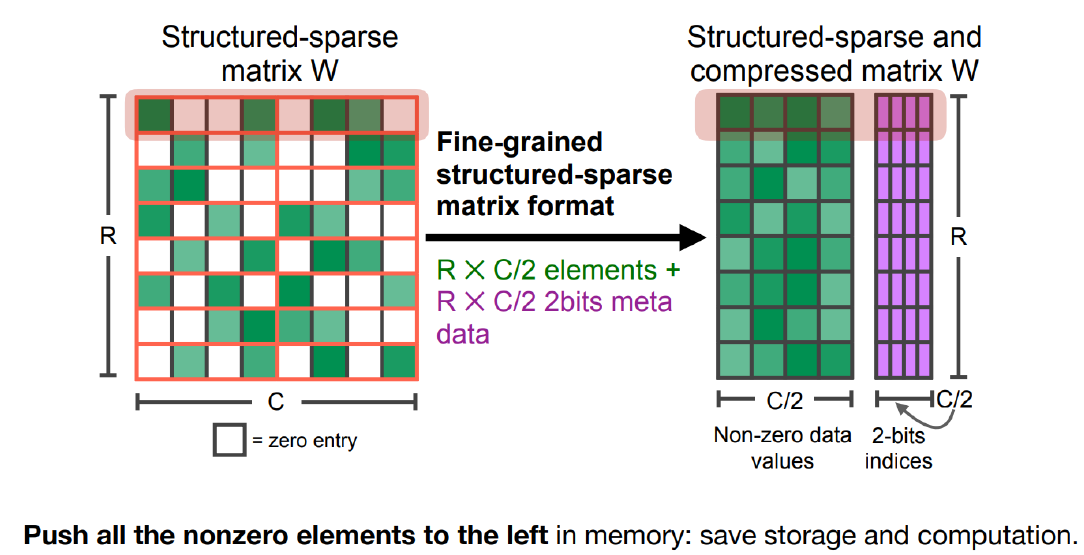 Structured-sparse
matrix W
Structured-sparse and
compressed matrix W
R
Fine-grained
structured-sparse
matrix format
R × C/2 elements +
R × C/2 2bits meta
data
R
C
= zero entry
C/2
C/2
Non-zero data
values
2-bits
indices
Push all the nonzero elements to the left in memory: save storage and computation.